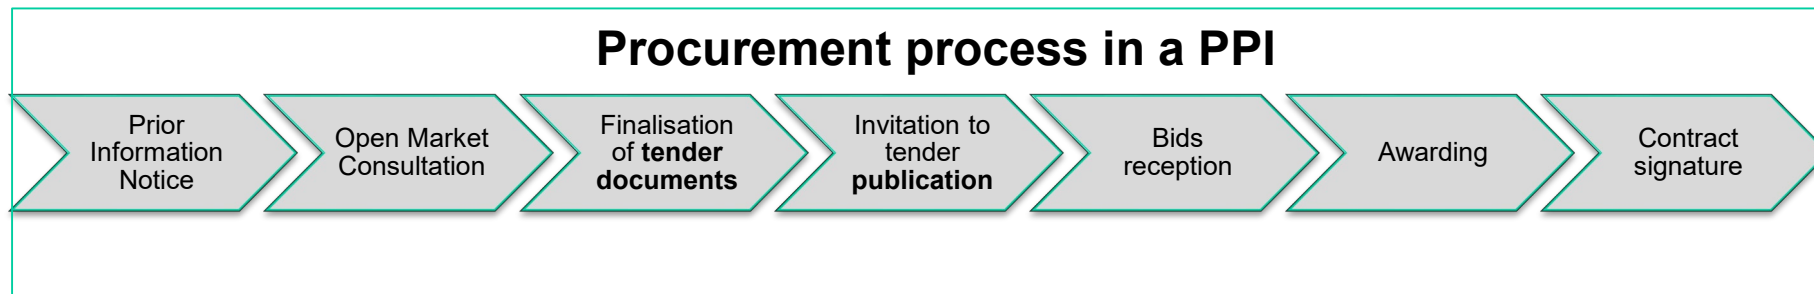 Procurement process in a PPI
Prior
Information
Notice
Open Market
Consultation
Finalisation
of tender
documents
Invitation to
tender
publication
Bids
reception
Awarding
Contract
signature